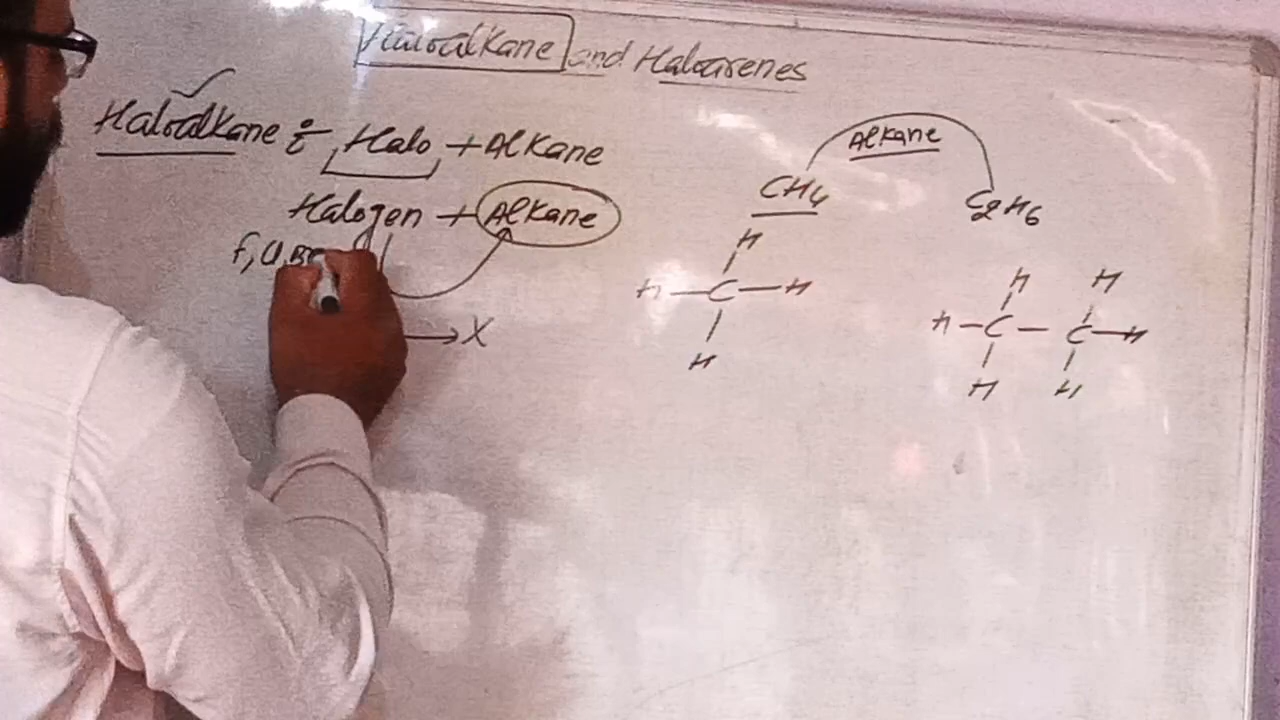 Haloalkane and Haloarenes
Haloalkane :- Halo + Alkane
Halogen + Alkane
F, Cl, Br
→ X
Alkane
CH4
C2H6
H
H — C — H
H
H H
H — C — C — H
H H